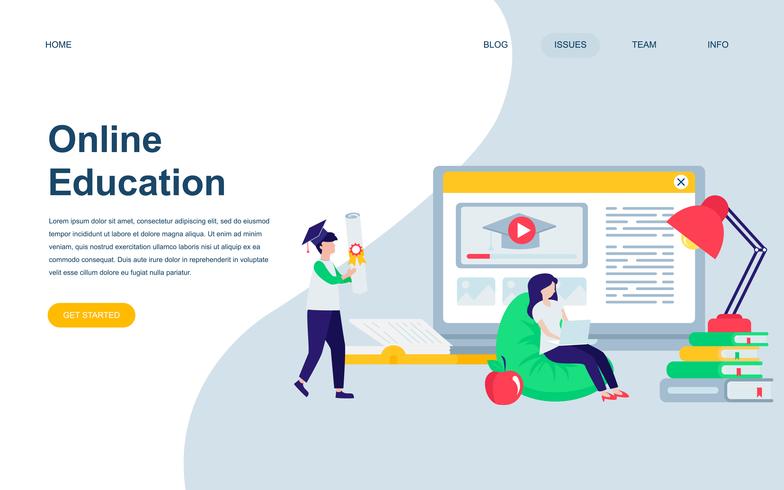 HOME
BLOG
ISSUES
TEAM
INFO
Online
Education
Lorem ipsum dolor sit amet, consectetur adipiscing elit, sed do eiusmod
tempor incididunt ut labore et dolore magna aliqua. Ut enim ad minim
veniam, quis nostrud exercitation ullamco laboris nisi ut aliquip ex ea
commodo consequat. Duis aute irure dolor in reprehenderit in voluptate
velit esse cillum dolore eu fugiat nulla pariatur.
GET STARTED